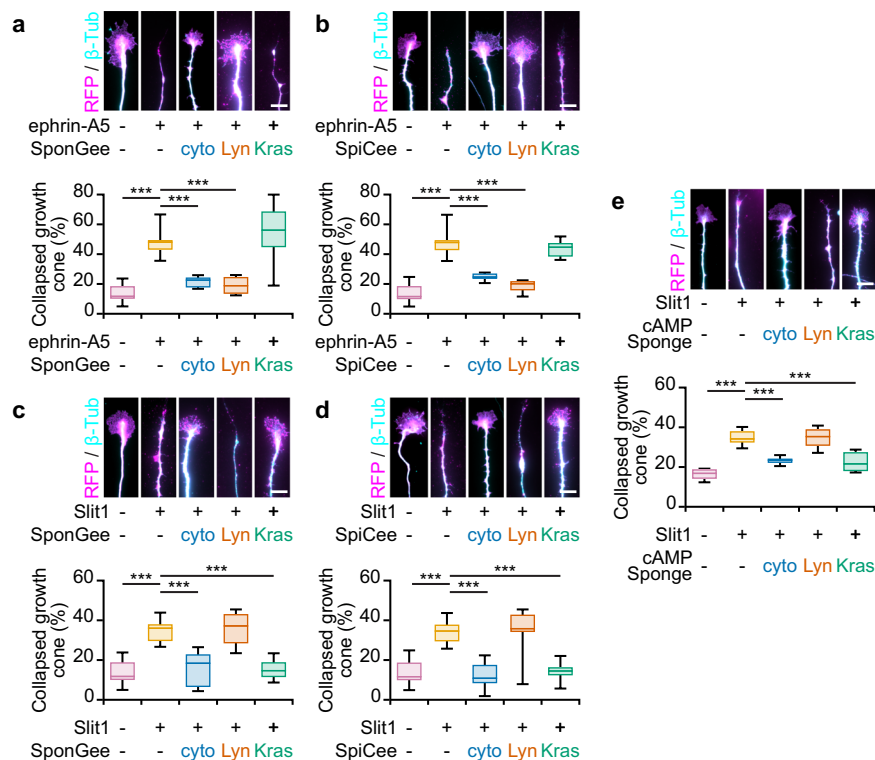 a
RFP / β-Tub
ephrin-A5 - + + + +
SponGee - - cyto Lyn Kras
Collapsed growth
cone (%)
80
60
40
20
0
*** *** ***
ephrin-A5 - + + + +
SponGee - - cyto Lyn Kras
b
RFP / β-Tub
ephrin-A5 - + + + +
SpiCee - - cyto Lyn Kras
Collapsed growth
cone (%)
80
60
40
20
0
*** *** ***
ephrin-A5 - + + + +
SpiCee - - cyto Lyn Kras
c
RFP / β-Tub
Slit1 - + + + +
SponGee - - cyto Lyn Kras
Collapsed growth
cone (%)
60
40
20
0
*** *** ***
Slit1 - + + + +
SponGee - - cyto Lyn Kras
d
RFP / β-Tub
Slit1 - + + + +
SpiCee - - cyto Lyn Kras
Collapsed growth
cone (%)
60
40
20
0
*** *** ***
Slit1 - + + + +
SpiCee - - cyto Lyn Kras
e
RFP / β-Tub
Slit1 - + + + +
cAMP
Sponge - - cyto Lyn Kras
Collapsed growth
cone (%)
60
40
20
0
*** *** ***
Slit1 - + + + +
cAMP
Sponge - - cyto Lyn Kras